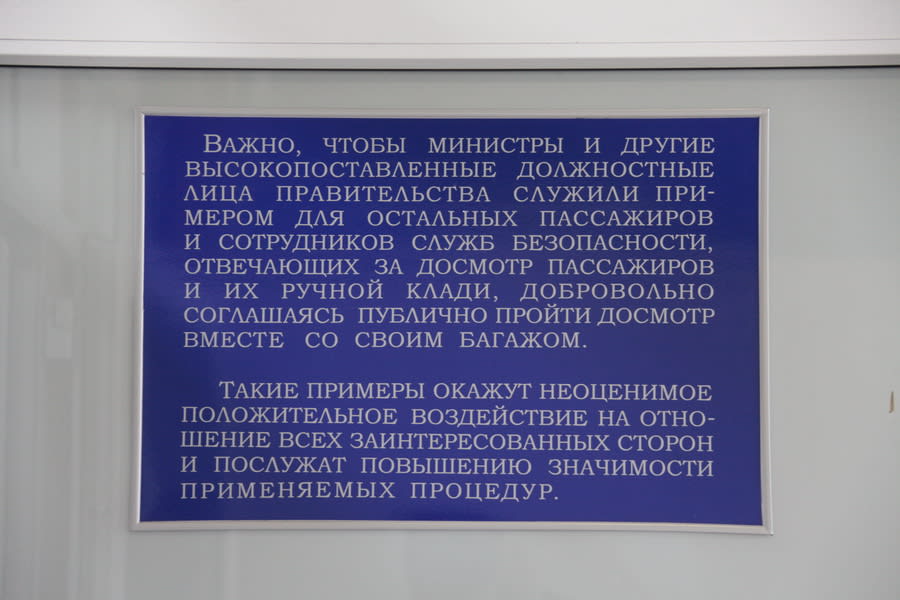 Важно, чтобы министры и другие
высокопоставленные должностные
лица правительства служили при-
мером для остальных пассажиров
и сотрудников служб безопасности,
отвечающих за досмотр пассажиров
и их ручной клади, добровольно
соглашаясь публично пройти досмотр
вместе со своим багажом.
Такие примеры окажут неоценимое
положительное воздействие на отно-
шение всех заинтересованных сторон
и послужат повышению значимости
применяемых процедур.